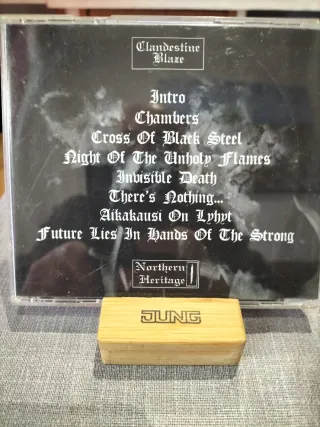 Clandestine
Blaze
Intro
Chambers
Cross Of Black Steel
Night Of The Unholy Flames
Invisible Death
There's Nothing...
Aikakausi On Lyhyt
Future Lies In Hands Of The Strong
Northern
Heritage
JUNG